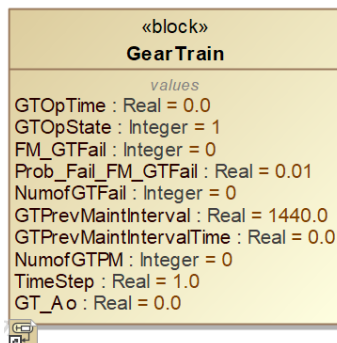 «block»
GearTrain
values
GTOpTime : Real = 0.0
GTOpState : Integer = 1
FM_GTFail : Integer = 0
Prob_Fail_FM_GTFail : Real = 0.01
NumofGTFail : Integer = 0
GTPrevMaintInterval : Real = 1440.0
GTPrevMaintIntervalTime : Real = 0.0
NumofGTPM : Integer = 0
TimeStep : Real = 1.0
GT_Ao : Real = 0.0